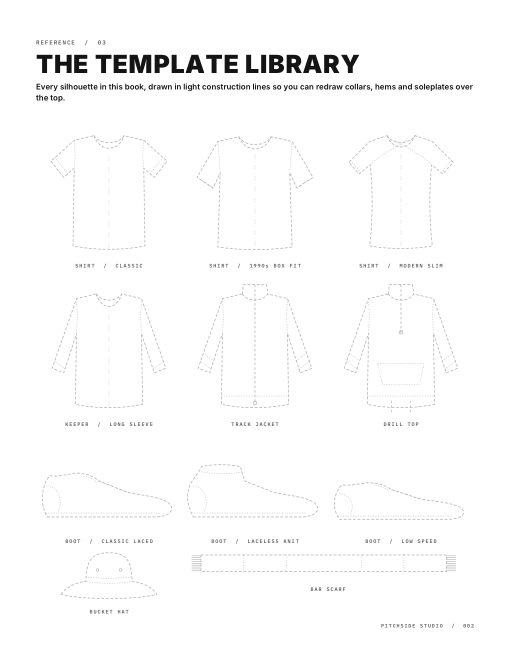 REFERENCE / 03
THE TEMPLATE LIBRARY
Every silhouette in this book, drawn in light construction lines so you can redraw collars, hems and soleplates over
the top.
SHIRT / CLASSIC
SHIRT / 1990s BOX FIT
SHIRT / MODERN SLIM
KEEPER / LONG SLEEVE
TRACK JACKET
DRILL TOP
BOOT / CLASSIC LACED
BOOT / LACELESS KNIT
BOOT / LOW SPEED
BAR SCARF
BUCKET HAT
PITCHSIDE STUDIO / 002